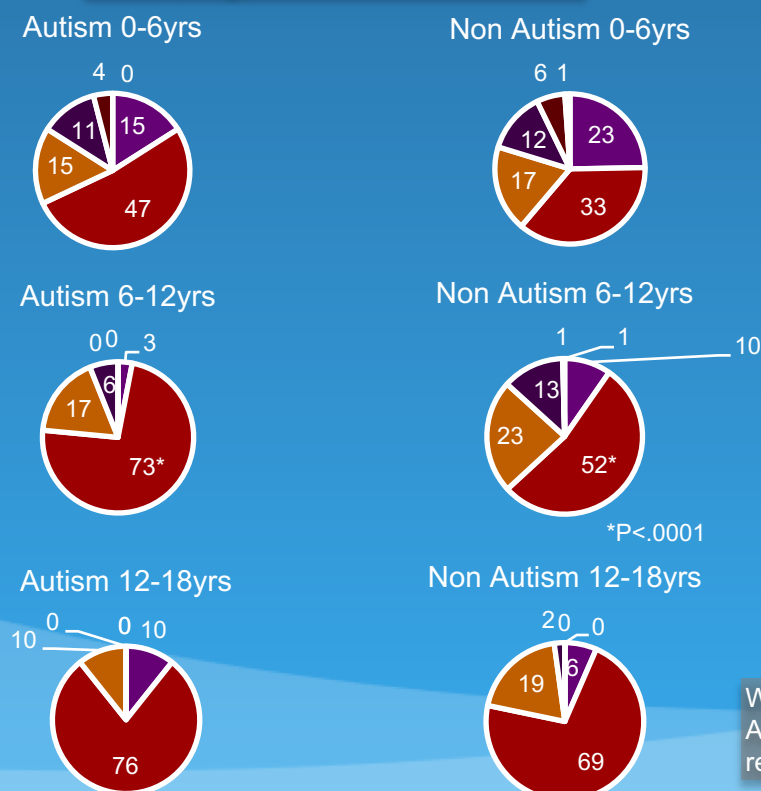 Autism 0-6yrs
4 0
15
11
15
47
Non Autism 0-6yrs
6 1
23
12
17
33
Autism 6-12yrs
0 0 3
6
17
73*
Non Autism 6-12yrs
1 1 10
13
23
52*
*P<.0001
Autism 12-18yrs
0 0 10
10
76
Non Autism 12-18yrs
2 0 0
6
19
69